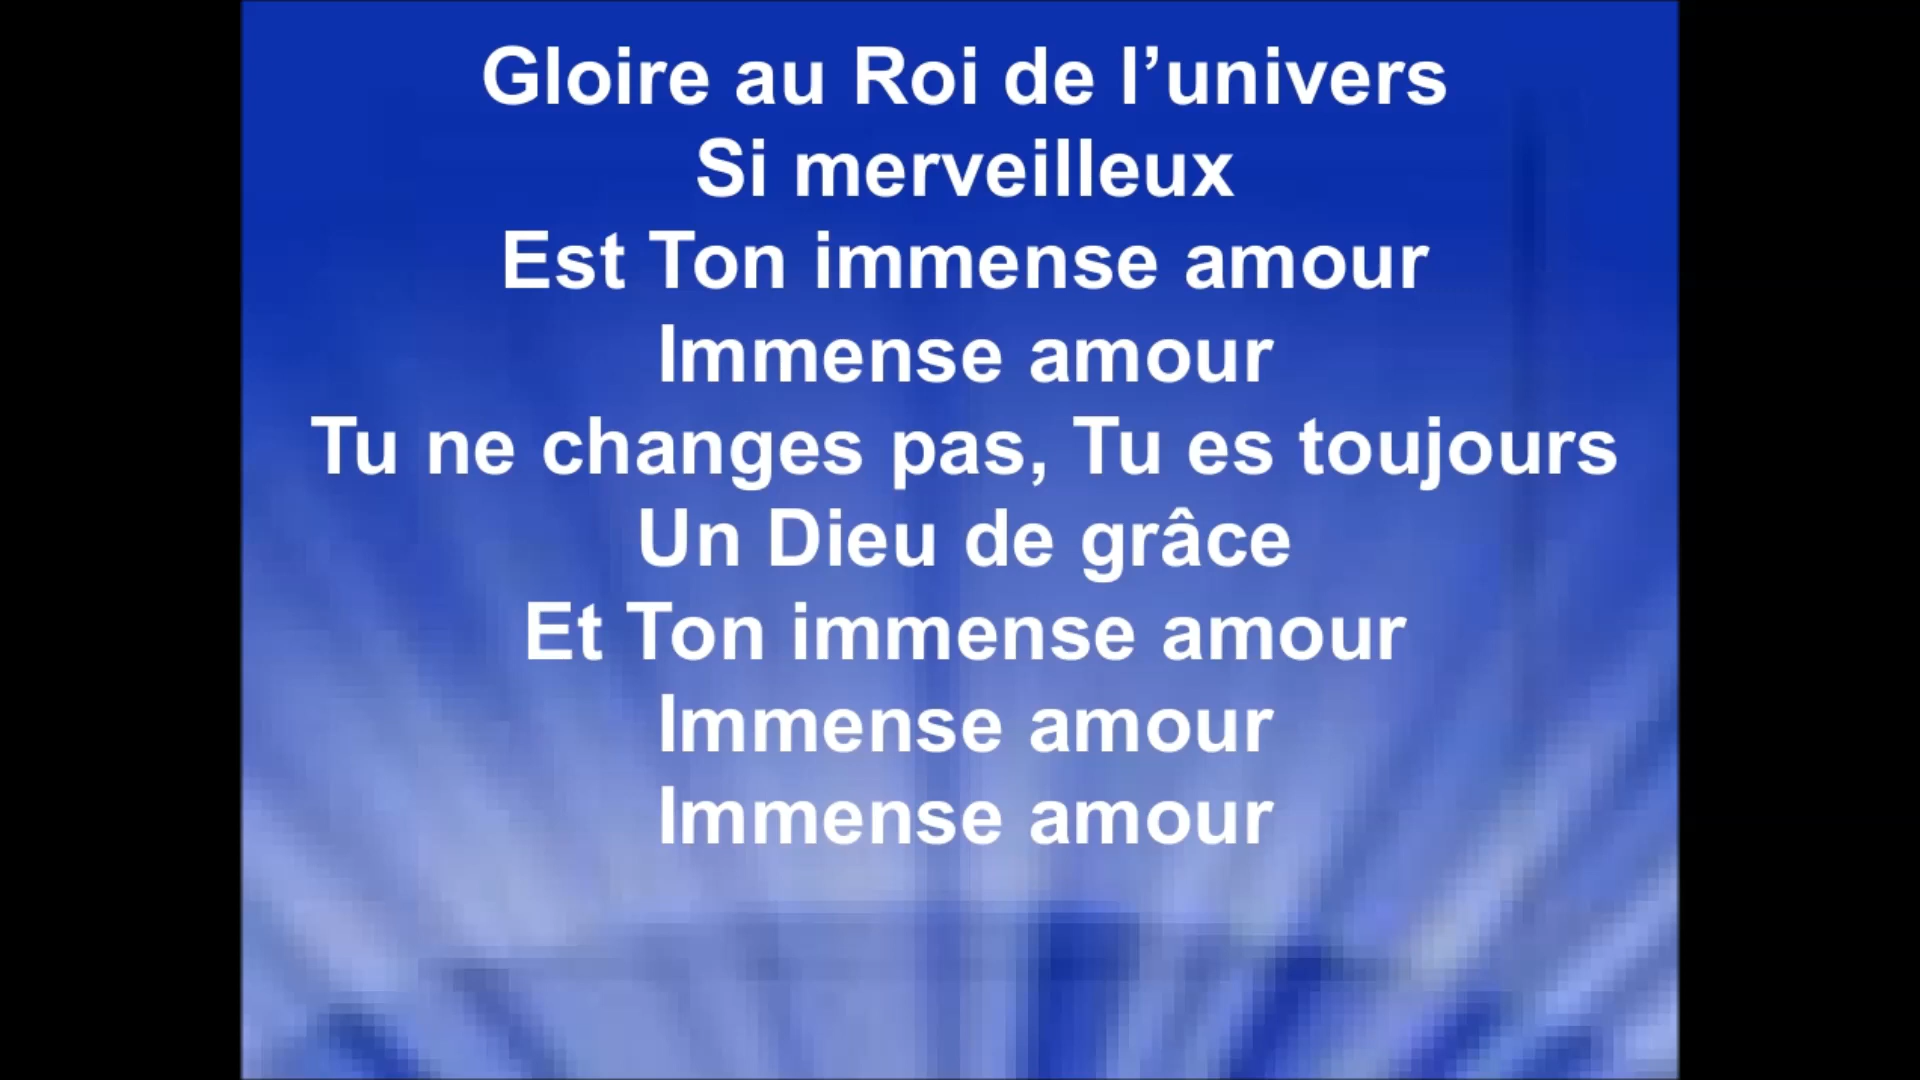 Gloire au Roi de l’univers
Si merveilleux
Est Ton immense amour
Immense amour
Tu ne changes pas, Tu es toujours
Un Dieu de grâce
Et Ton immense amour
Immense amour
Immense amour